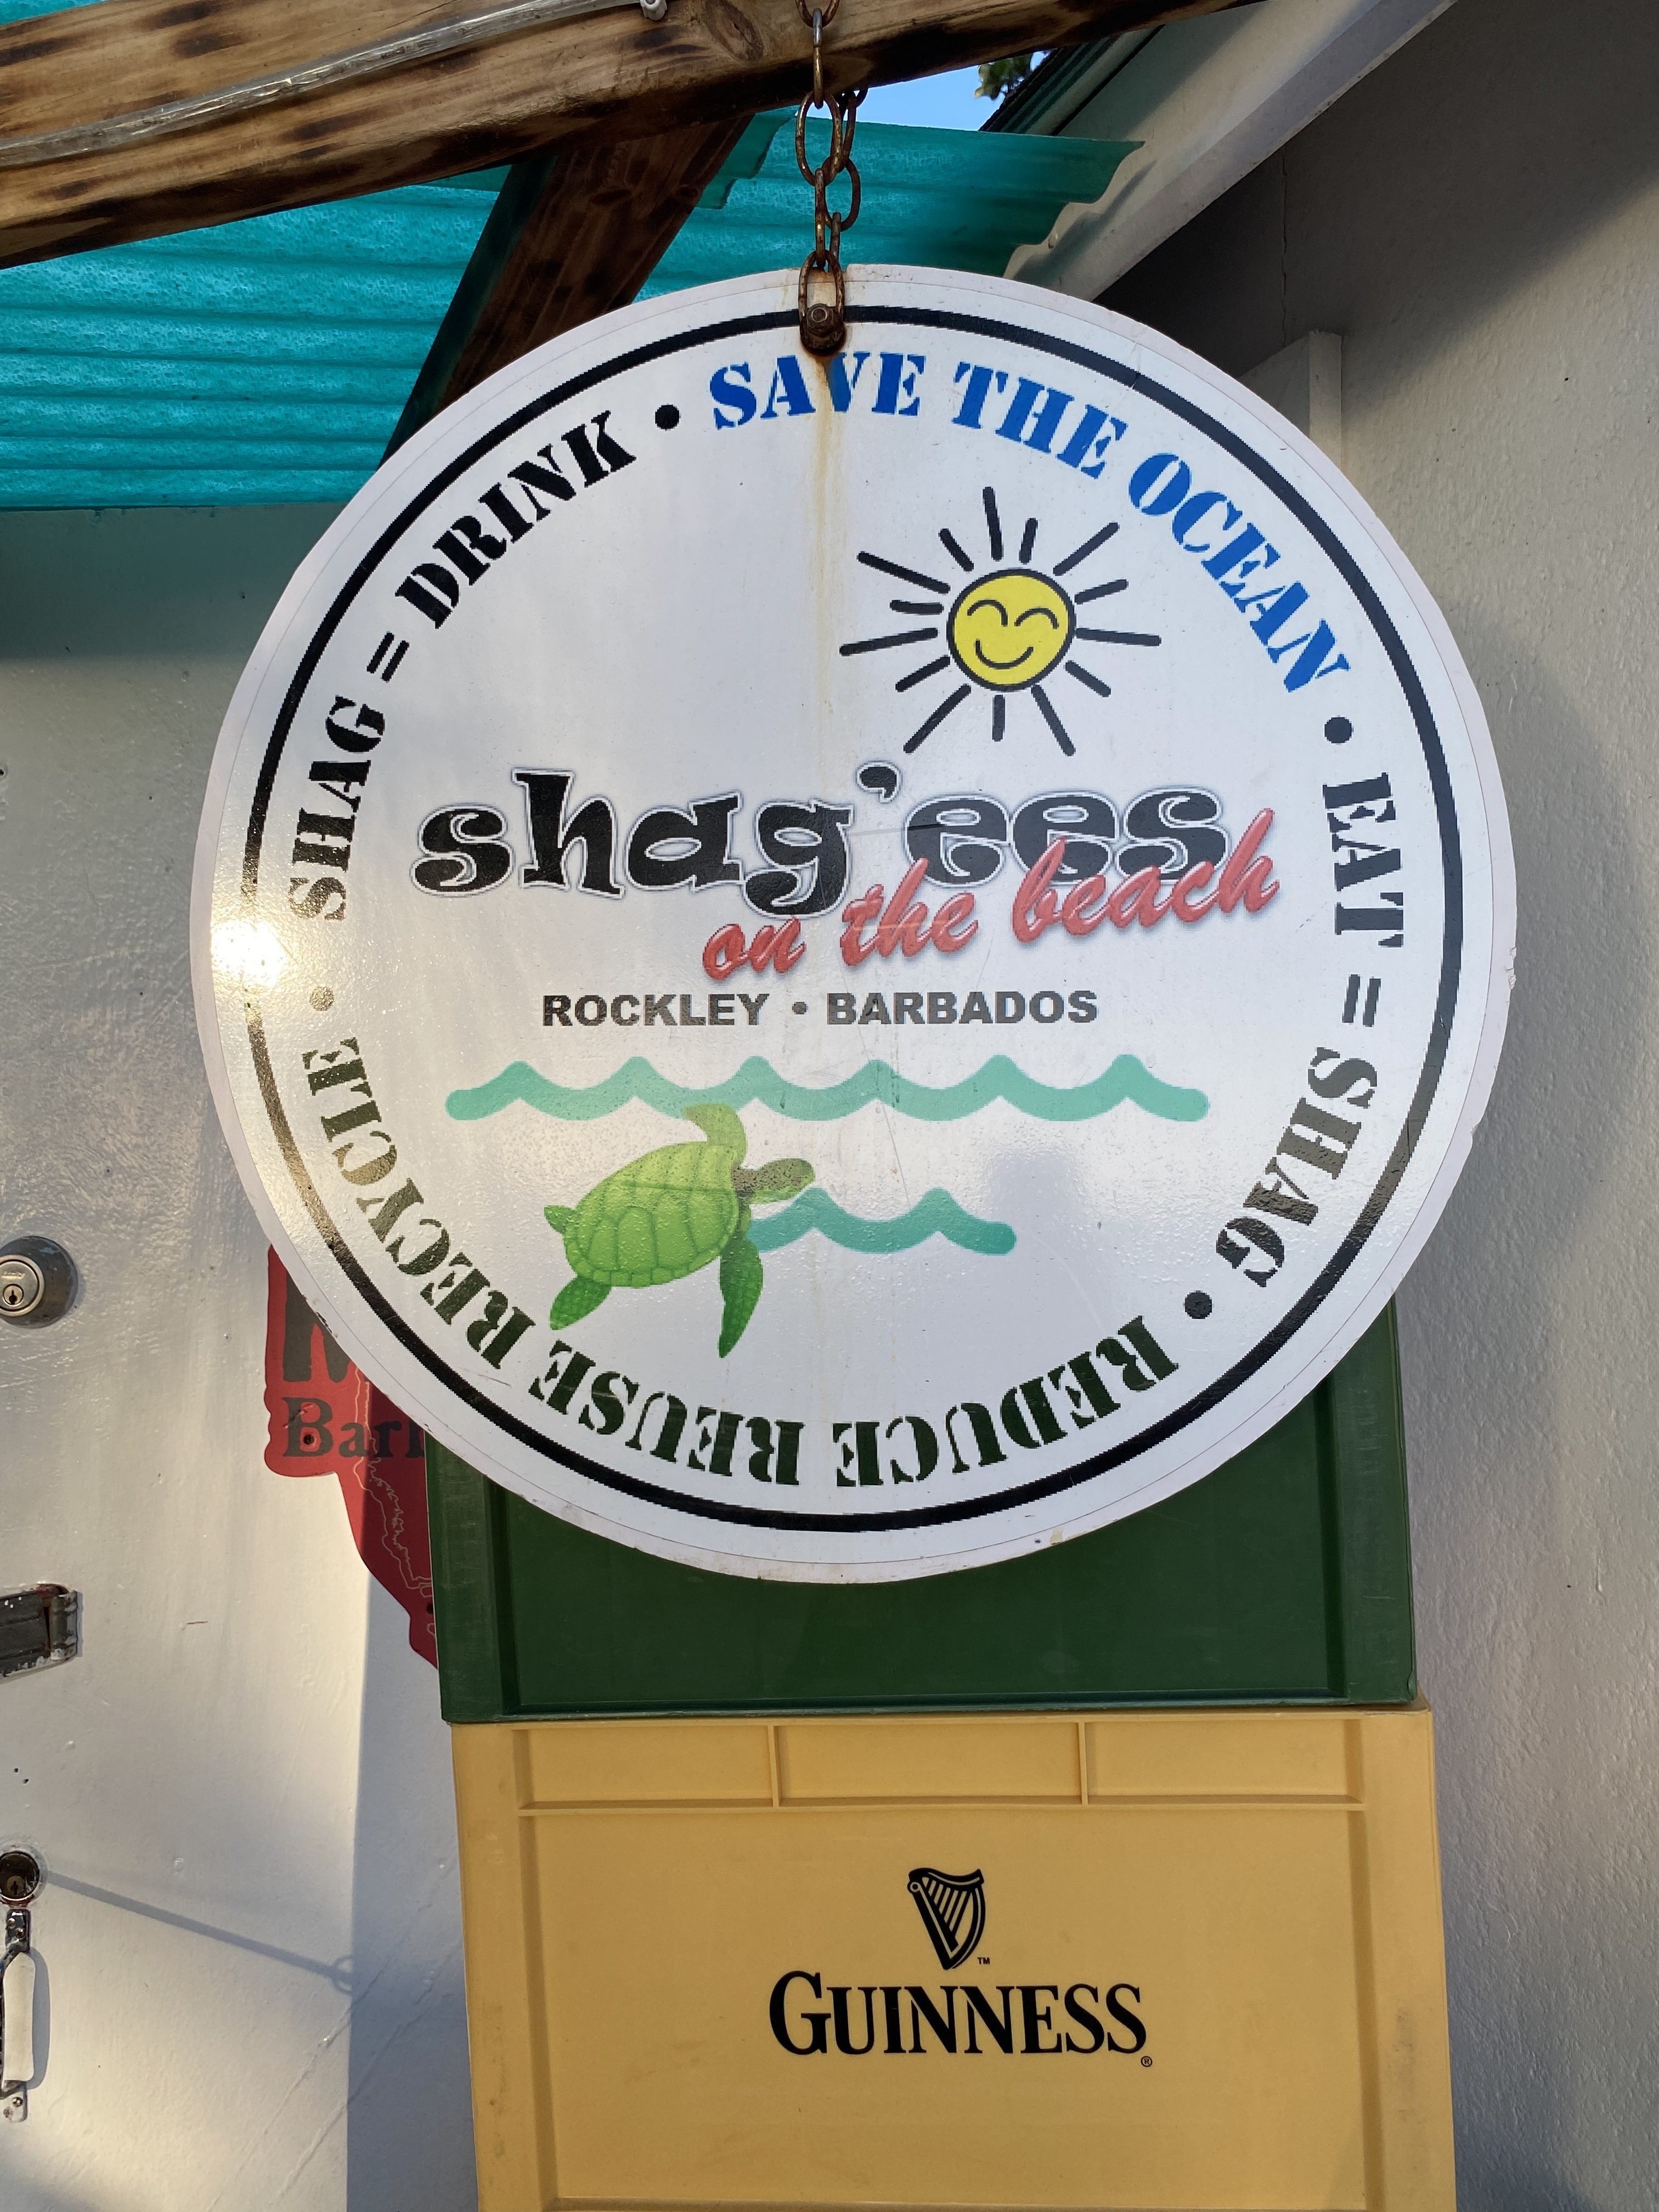 SAVE THE OCEAN • EAT = SHAG • REDUCE REUSE RECYCLE • SHAG = DRINK •
shag'ees
on the beach
ROCKLEY • BARBADOS
GUINNESS